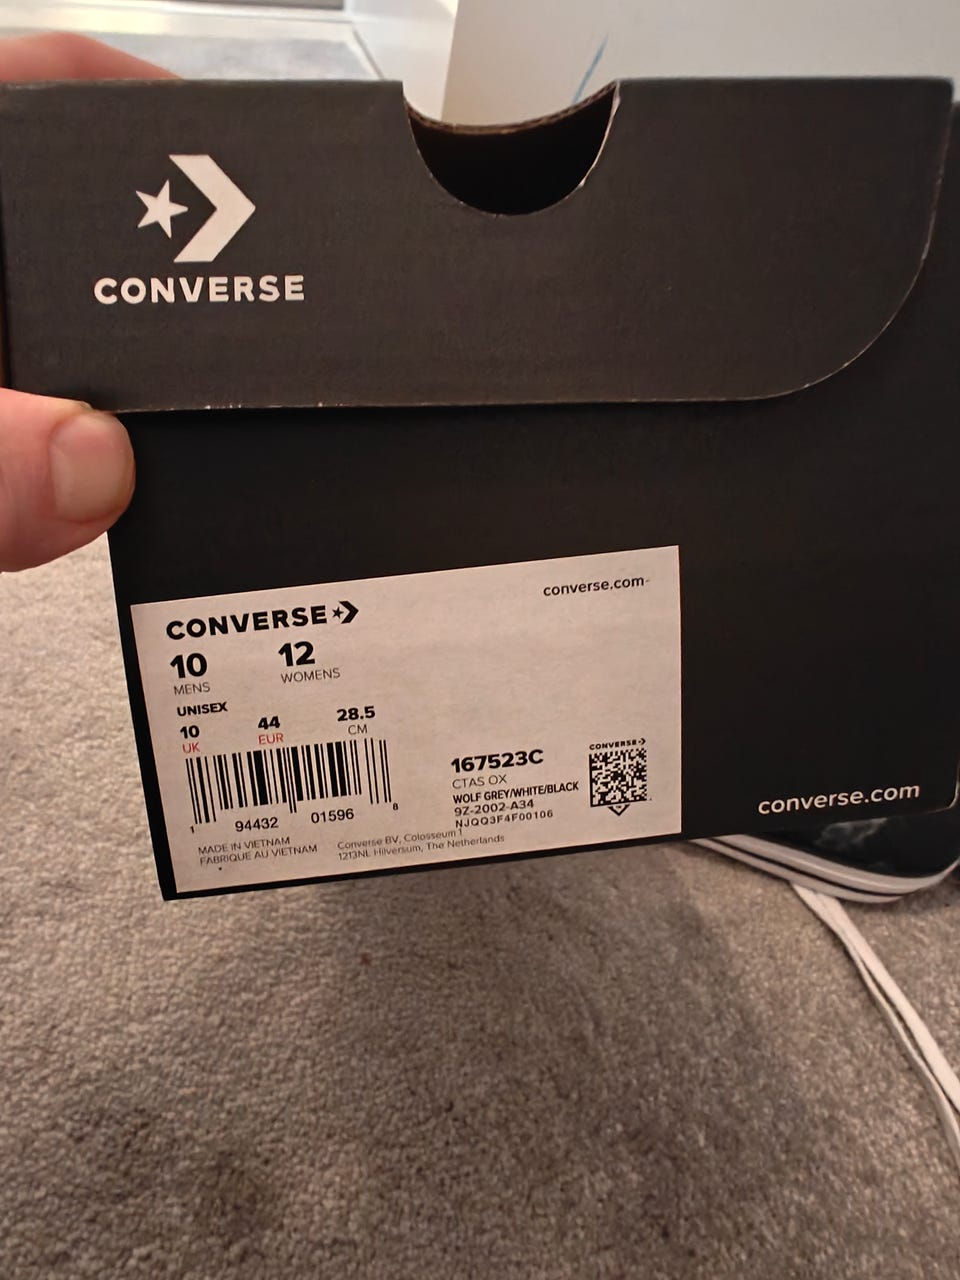 CONVERSE
converse.com
CONVERSE
10 12
MENS WOMENS
UNISEX
10 44 28.5
UK EUR CM
1 94432 01596 8
MADE IN VIETNAM
FABRIQUE AU VIETNAM
Converse BV, Colosseum 1
1213NL Hilversum, The Netherlands
167523C
CTAS OX
WOLF GREY/WHITE/BLACK
9Z-2002-A34
NJQQ3F4F00106
CONVERSE
converse.com